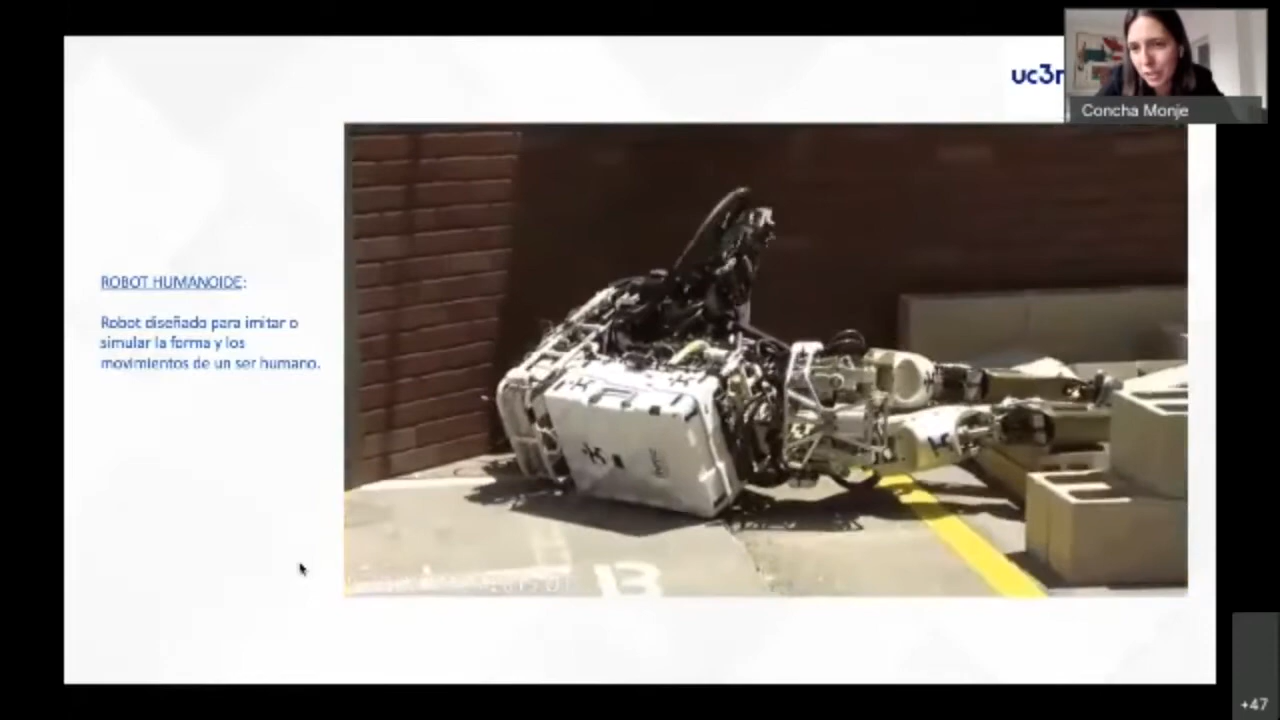 uc3m
Concha Monje
ROBOT HUMANOIDE:
Robot diseñado para imitar o
simular la forma y los
movimientos de un ser humano.
13
+47